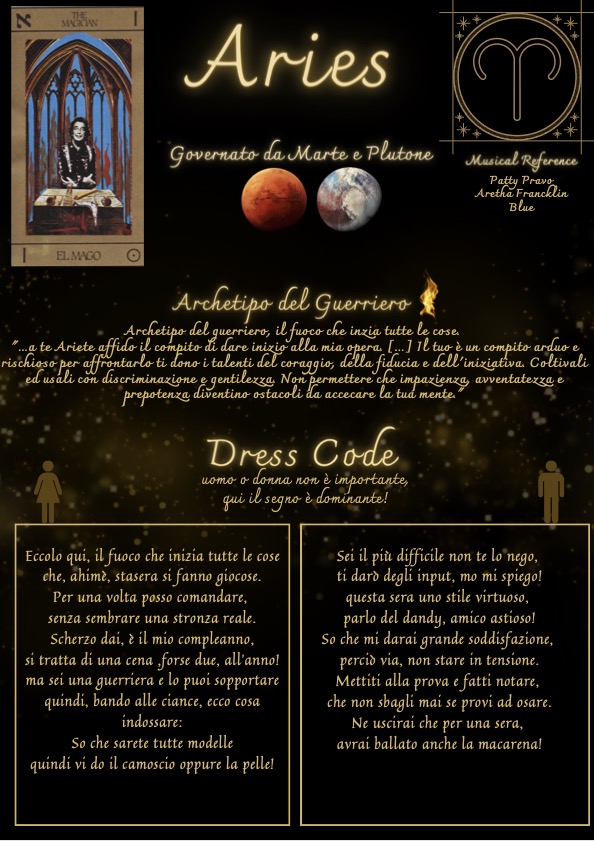 א
THE
MAGICIAN
I
EL MAGO
I
Aries
Governato da Marte e Plutone
Musical Reference
Patty Pravo
Aretha Francklin
Blue
Archetipo del Guerriero
Archetipo del guerriero, il fuoco che inzia tutte le cose.
"...a te Ariete affido il compito di dare inizio alla mia opera. [...] Il tuo è un compito arduo e
rischioso per affrontarlo ti dono i talenti del coraggio, della fiducia e dell'iniziativa. Coltivali
ed usali con discriminazione e gentilezza. Non permettere che impazienza, avventatezza e
prepotenza diventino ostacoli da accecare la tua mente."
Dress Code
uomo o donna non è importante,
qui il segno è dominante!
Eccolo qui, il fuoco che inizia tutte le cose
che, ahimè, stasera si fanno giocose.
Per una volta posso comandare,
senza sembrare una stronza reale.
Scherzo dai, è il mio compleanno,
si tratta di una cena ,forse due, all'anno!
ma sei una guerriera e lo puoi sopportare
quindi, bando alle ciance, ecco cosa
indossare:
So che sarete tutte modelle
quindi vi do il camoscio oppure la pelle!
Sei il più difficile non te lo nego,
ti darò degli input, mo mi spiego!
questa sera uno stile virtuoso,
parlo del dandy, amico astioso!
So che mi darai grande soddisfazione,
perciò via, non stare in tensione.
Mettiti alla prova e fatti notare,
che non sbagli mai se provi ad osare.
Ne uscirai che per una sera,
avrai ballato anche la macarena!